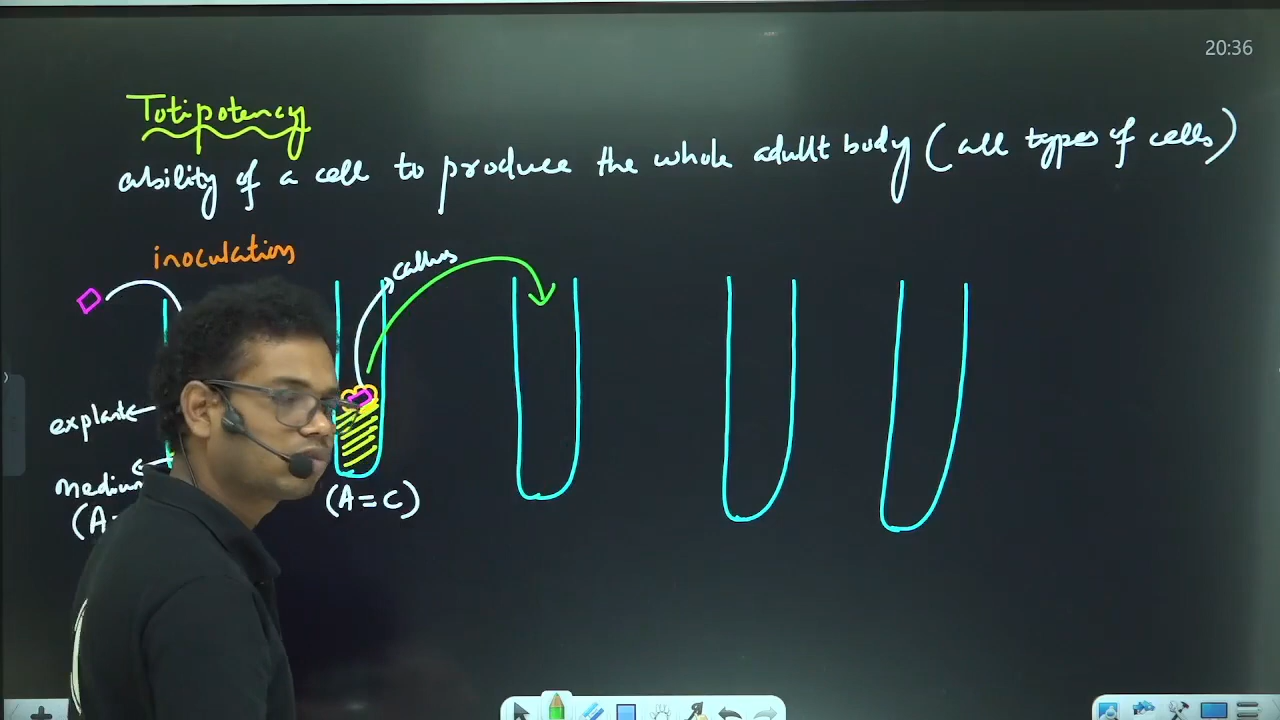 20:36
Totipotency
ability of a cell to produce the whole adult body (all types of cells)
inoculation
callus
explant
medium
(A=
(A = C)